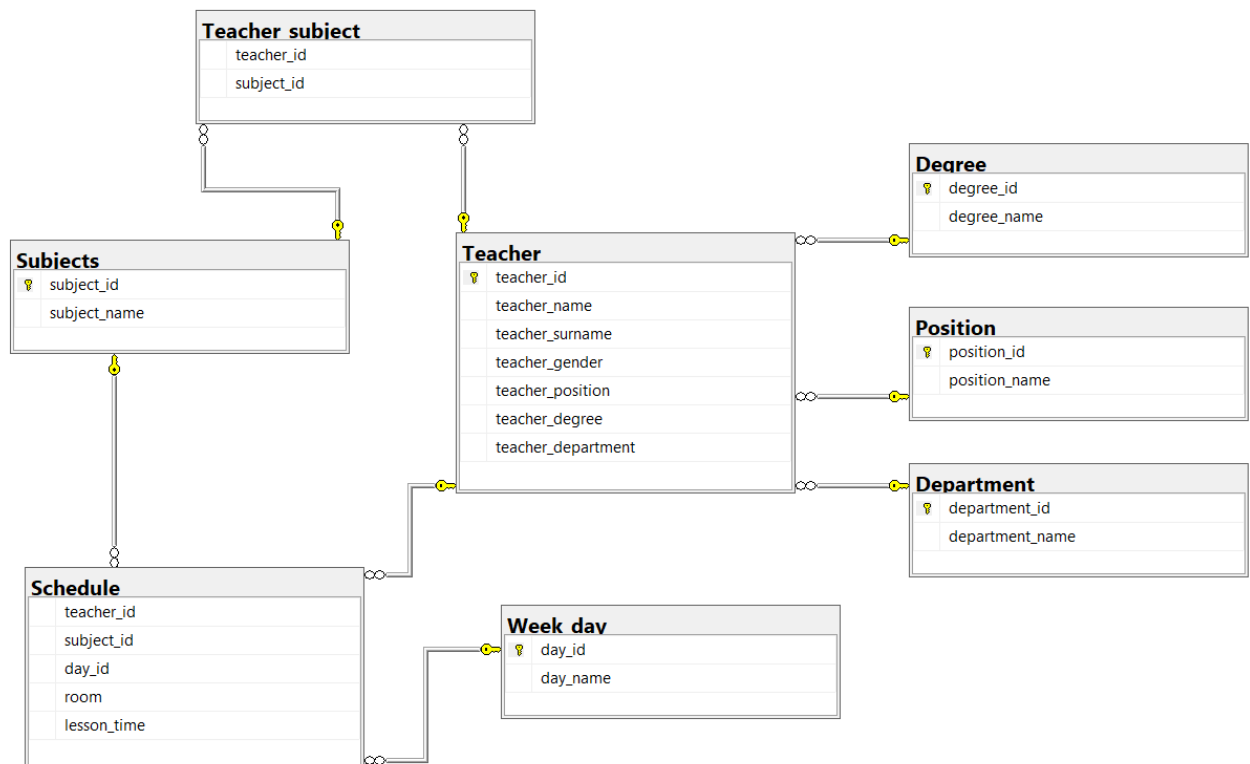 Teacher_subject
teacher_id
subject_id
Degree
degree_id
degree_name
Subjects
subject_id
subject_name
Teacher
teacher_id
teacher_name
teacher_surname
teacher_gender
teacher_position
teacher_degree
teacher_department
Position
position_id
position_name
Department
department_id
department_name
Schedule
teacher_id
subject_id
day_id
room
lesson_time
Week_day
day_id
day_name